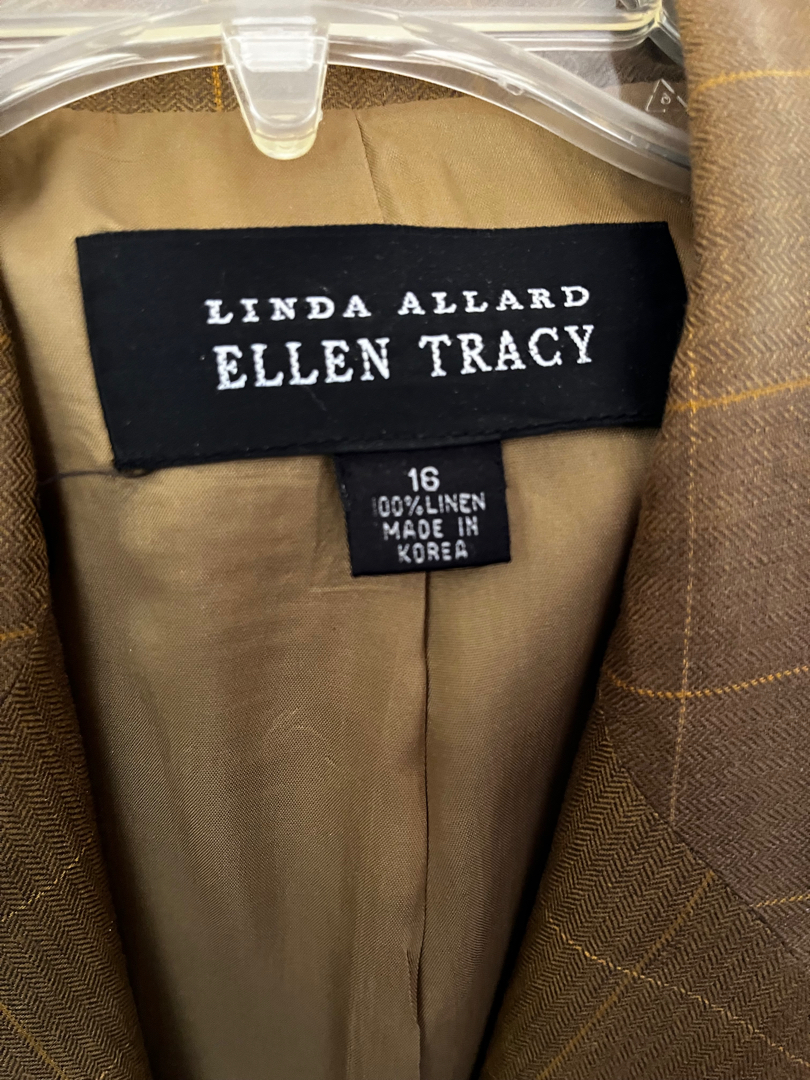 LINDA ALLARD
ELLEN TRACY
16
100% LINEN
MADE IN
KOREA